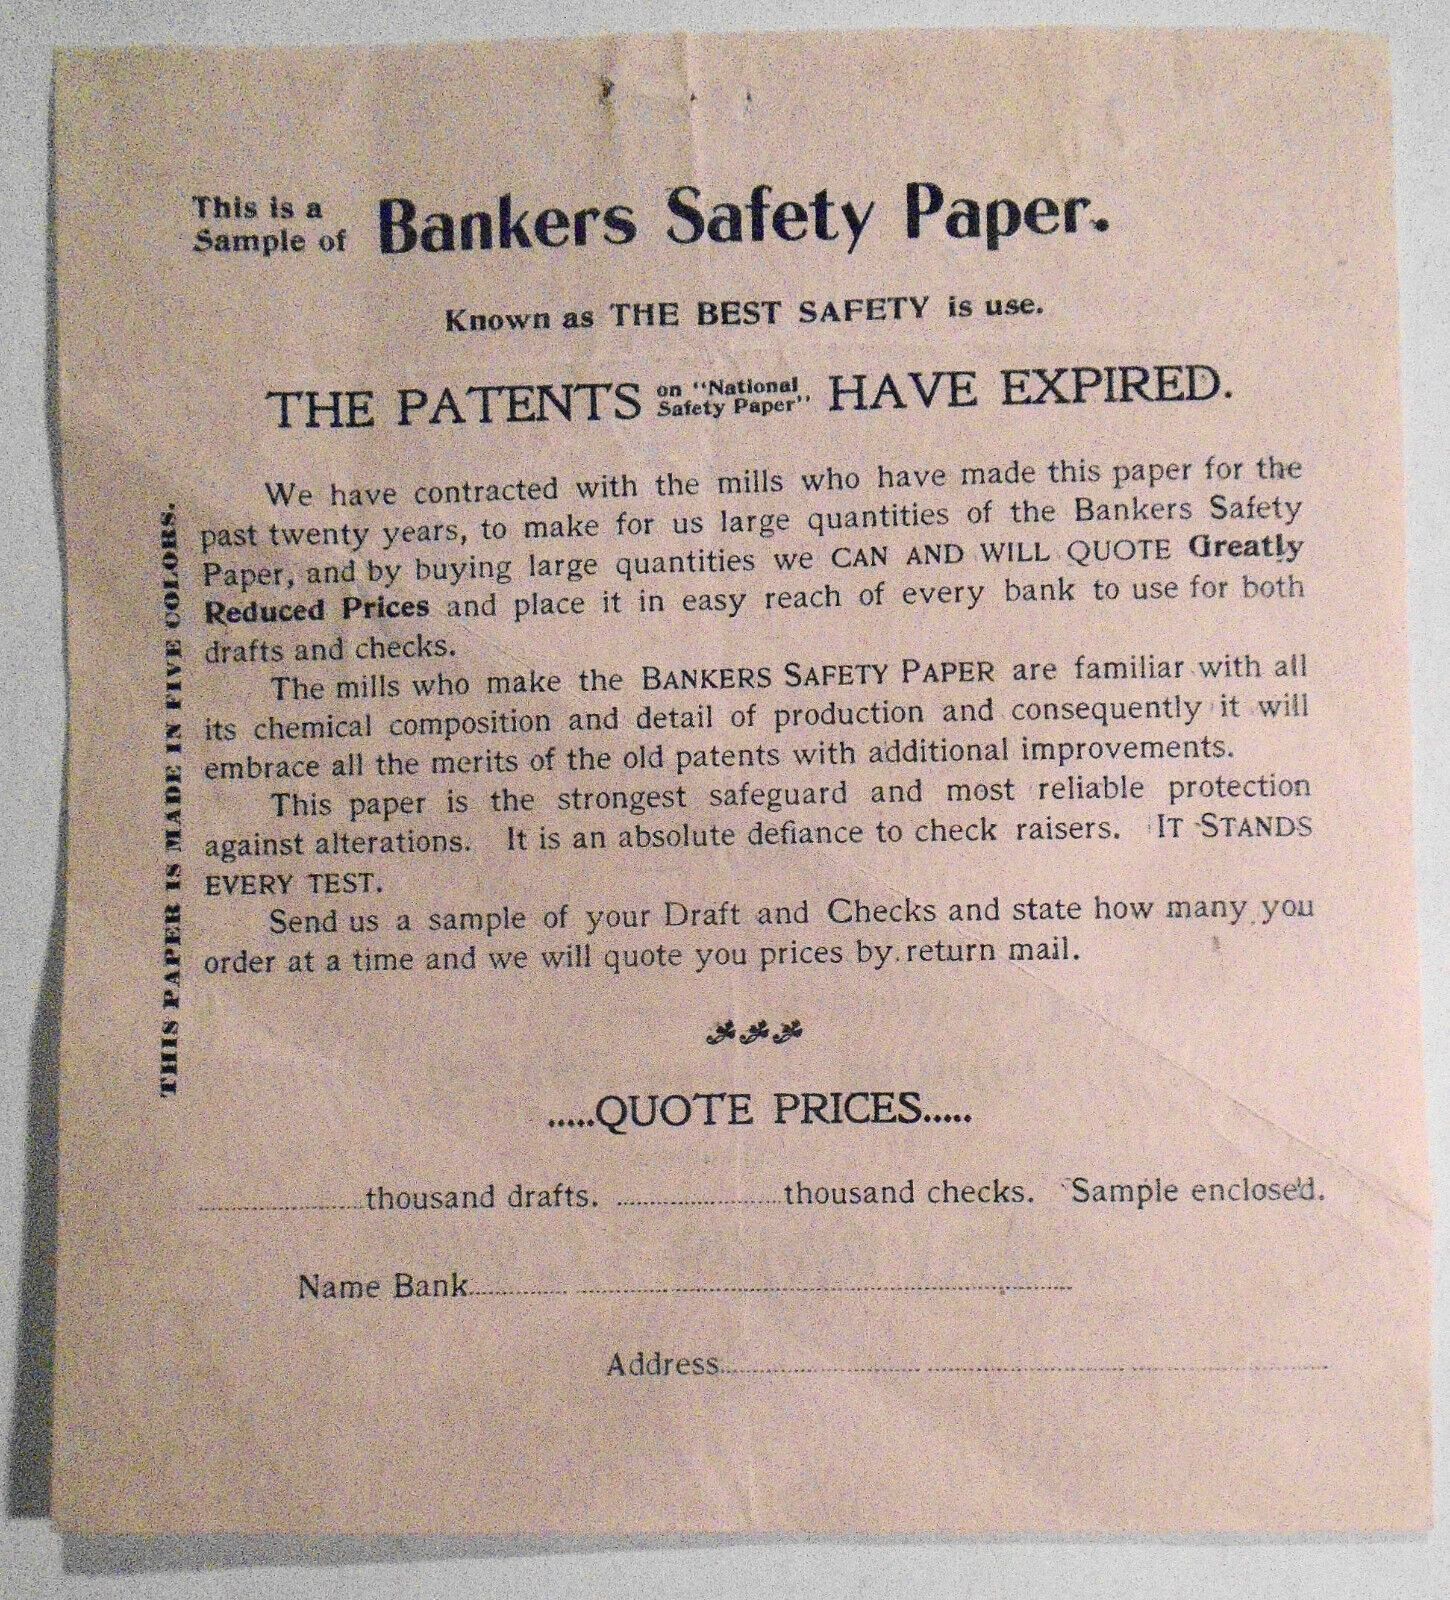 This is a
Sample of Bankers Safety Paper.
Known as THE BEST SAFETY is use.
THE PATENTS on "National Safety Paper" HAVE EXPIRED.
We have contracted with the mills who have made this paper for the
past twenty years, to make for us large quantities of the Bankers Safety
Paper, and by buying large quantities we CAN AND WILL QUOTE Greatly
Reduced Prices and place it in easy reach of every bank to use for both
drafts and checks.
The mills who make the BANKERS SAFETY PAPER are familiar with all
its chemical composition and detail of production and consequently it will
embrace all the merits of the old patents with additional improvements.
This paper is the strongest safeguard and most reliable protection
against alterations. It is an absolute defiance to check raisers. IT STANDS
EVERY TEST.
Send us a sample of your Draft and Checks and state how many you
order at a time and we will quote you prices by return mail.
.....QUOTE PRICES.....
....................thousand drafts. ....................thousand checks. Sample enclosed.
Name Bank............................................................
Address............................................................
THIS PAPER IS MADE IN FIVE COLORS.